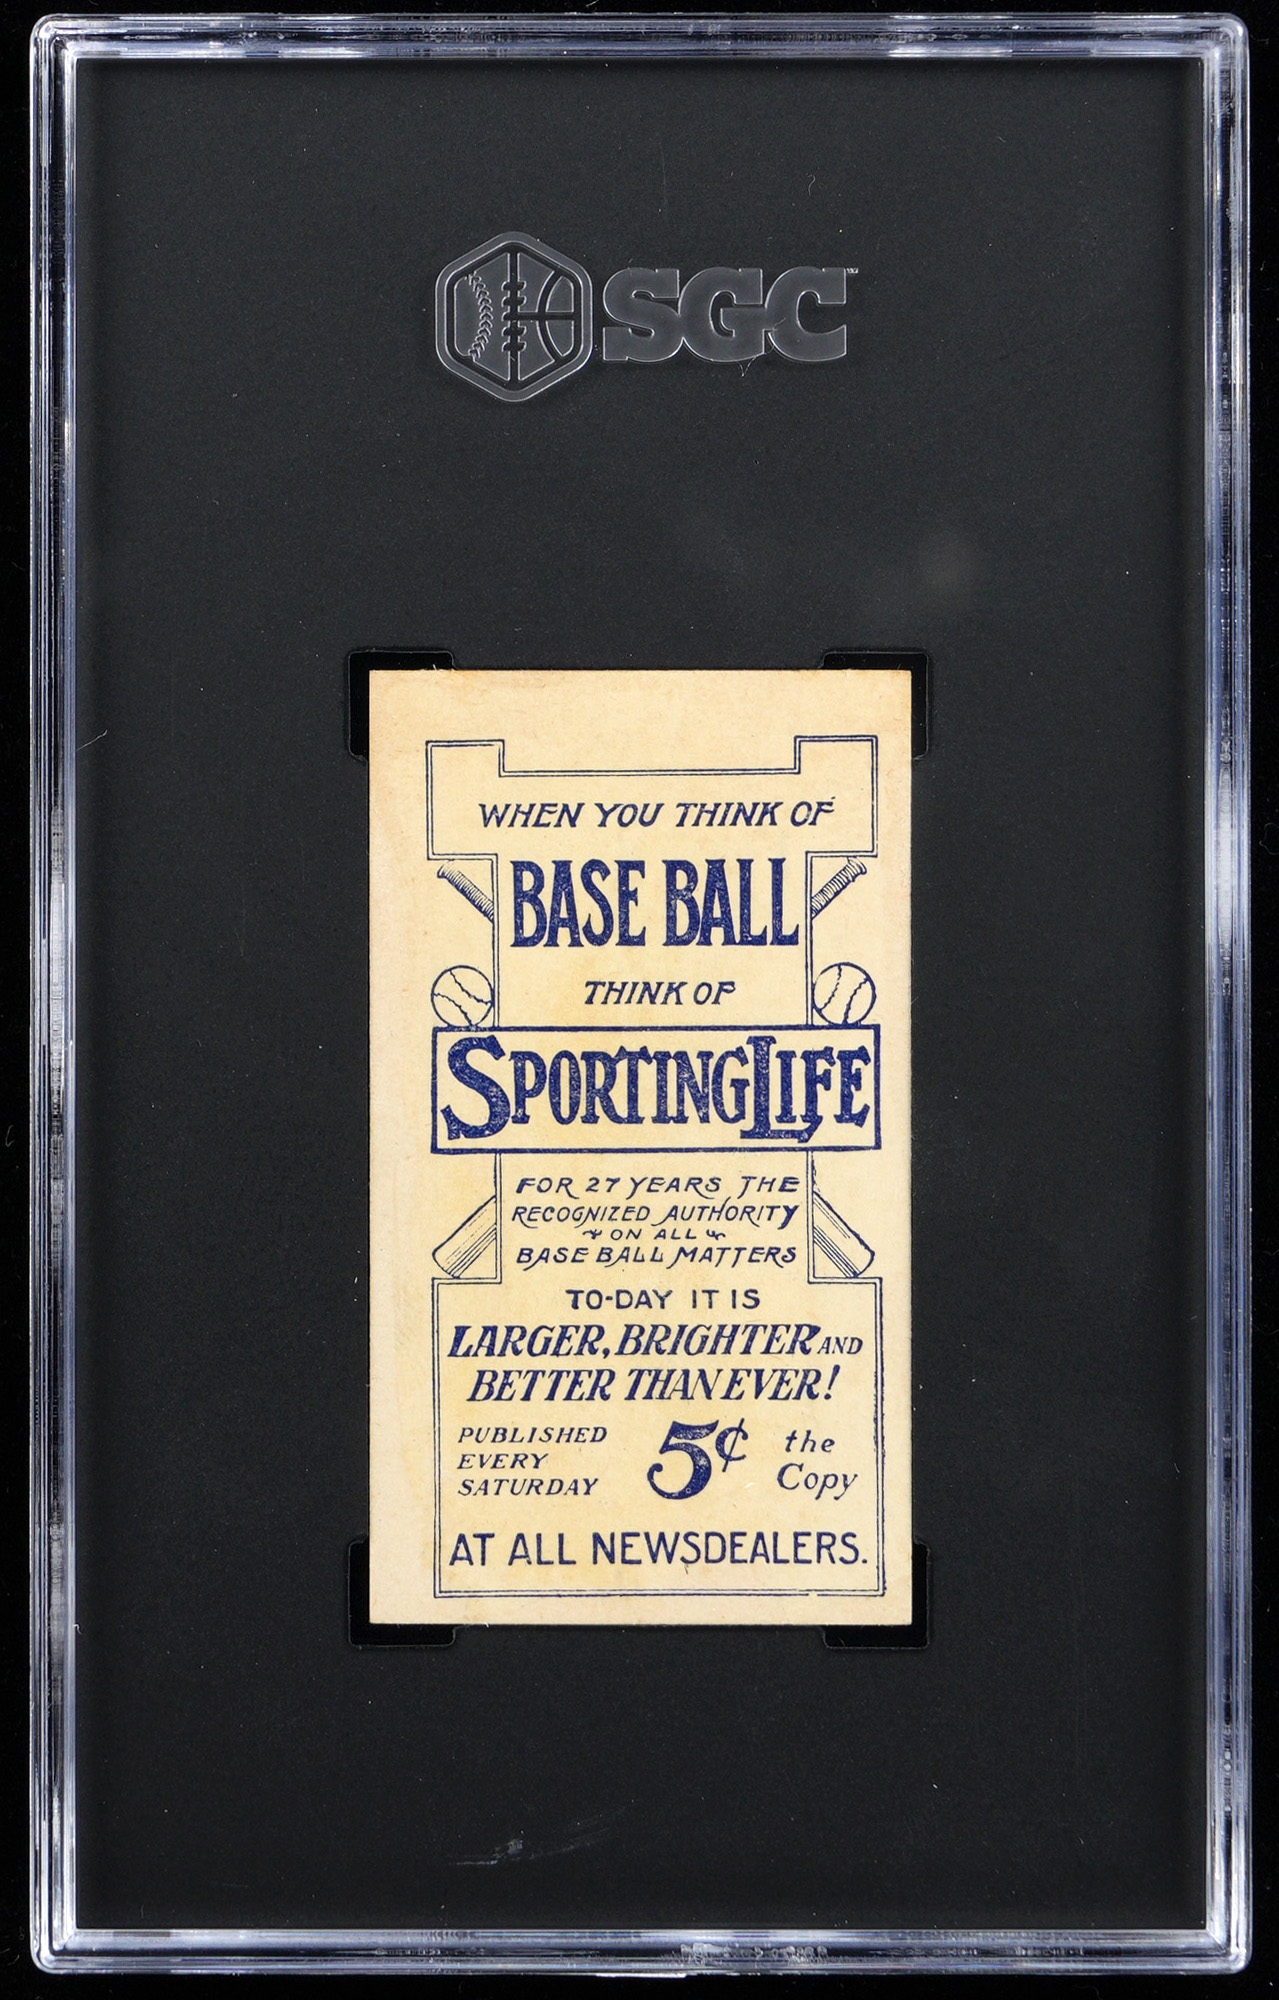 SGC
WHEN YOU THINK OF
BASE BALL
THINK OF
SPORTING LIFE
FOR 27 YEARS THE
RECOGNIZED AUTHORITY
ON ALL
BASE BALL MATTERS
TO-DAY IT IS
LARGER, BRIGHTER AND
BETTER THAN EVER!
PUBLISHED
EVERY
SATURDAY
5¢
the
Copy
AT ALL NEWSDEALERS.